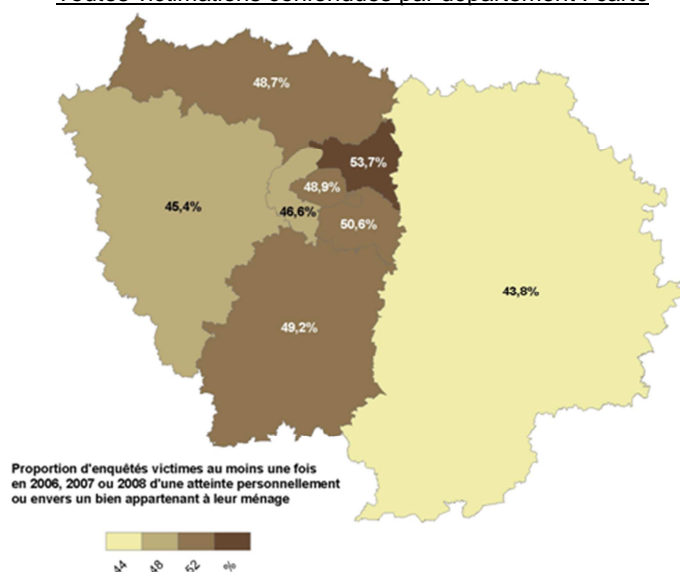 Toutes victimations confondues par département : carte
48,7%
53,7%
48,9%
45,4%
46,6%
50,6%
43,8%
49,2%
Proportion d'enquêtés victimes au moins une fois
en 2006, 2007 ou 2008 d'une atteinte personnellement
ou envers un bien appartenant à leur ménage
44 48 52 %